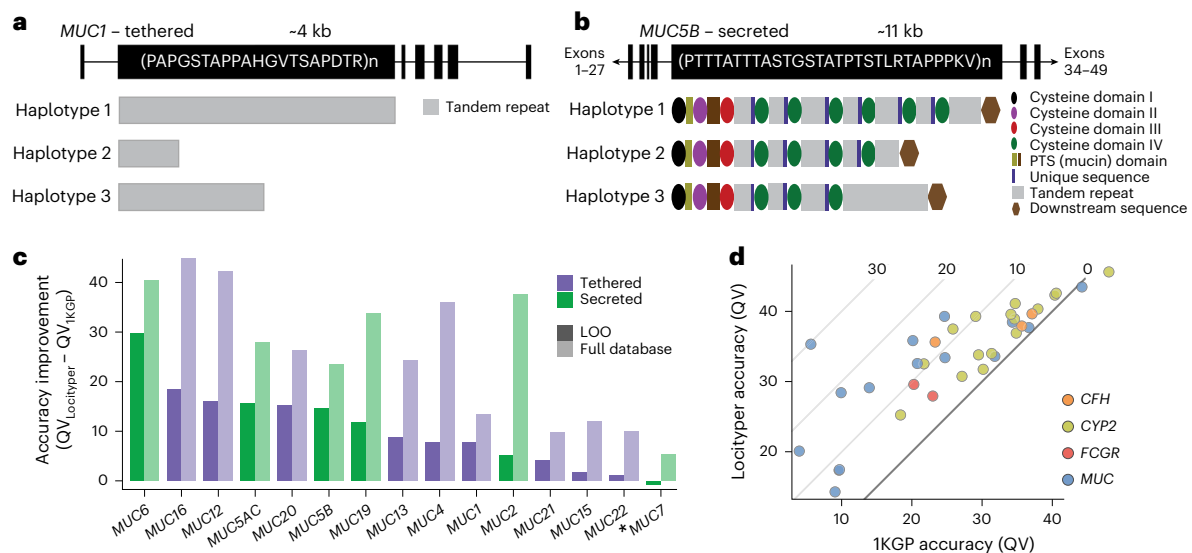 a
MUC1 – tethered ~4 kb
(PAPGSTAPPAHGVTSAPDTR)n
Haplotype 1
Haplotype 2
Haplotype 3
Tandem repeat
b
MUC5B – secreted ~11 kb
Exons
1–27
(PTTTATTTASTGSTATPTSTLRTAPPPKV)n
Exons
34–49
Haplotype 1
Haplotype 2
Haplotype 3
Cysteine domain I
Cysteine domain II
Cysteine domain III
Cysteine domain IV
PTS (mucin) domain
Unique sequence
Tandem repeat
Downstream sequence
c
Accuracy improvement
(QVLocityper – QV1KGP)
40
30
20
10
0
Tethered
Secreted
LOO
Full database
MUC6
MUC16
MUC12
MUC5AC
MUC20
MUC5B
MUC19
MUC13
MUC4
MUC1
MUC2
MUC21
MUC15
MUC22
*MUC7
d
Locityper accuracy (QV)
40
30
20
30
20
10
0
CFH
CYP2
FCGR
MUC
10
20
30
40
1KGP accuracy (QV)